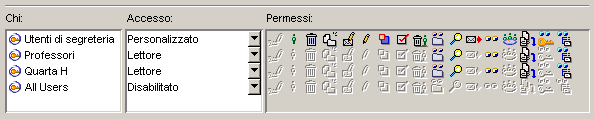 Chi: Accesso: Permessi:
Utenti di segreteria Personalizzato
Professori Lettore
Quarta H Lettore
All Users Disabilitato